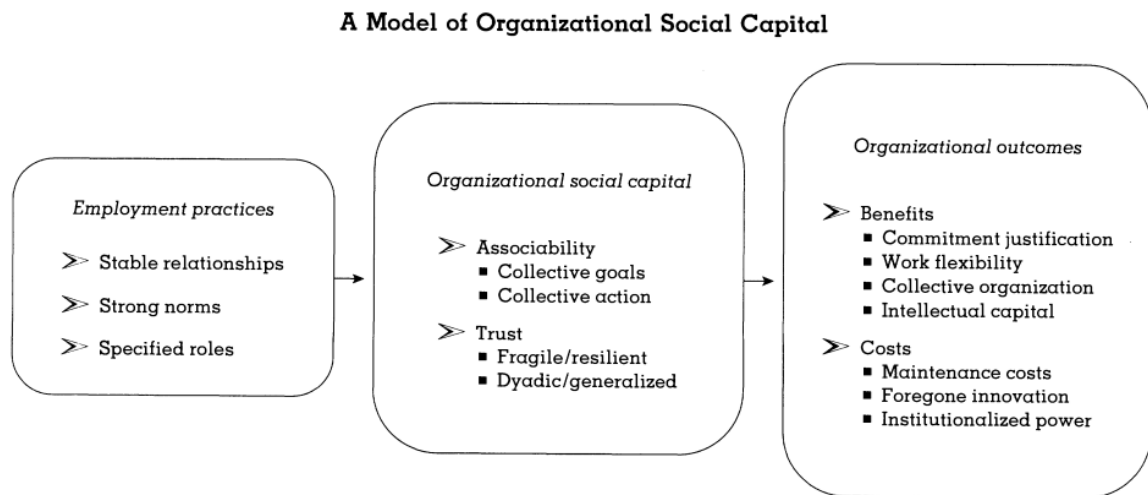 A Model of Organizational Social Capital
Employment practices
Stable relationships
Strong norms
Specified roles
Organizational social capital
Associability
Collective goals
Collective action
Trust
Fragile/resilient
Dyadic/generalized
Organizational outcomes
Benefits
Commitment justification
Work flexibility
Collective organization
Intellectual capital
Costs
Maintenance costs
Foregone innovation
Institutionalized power